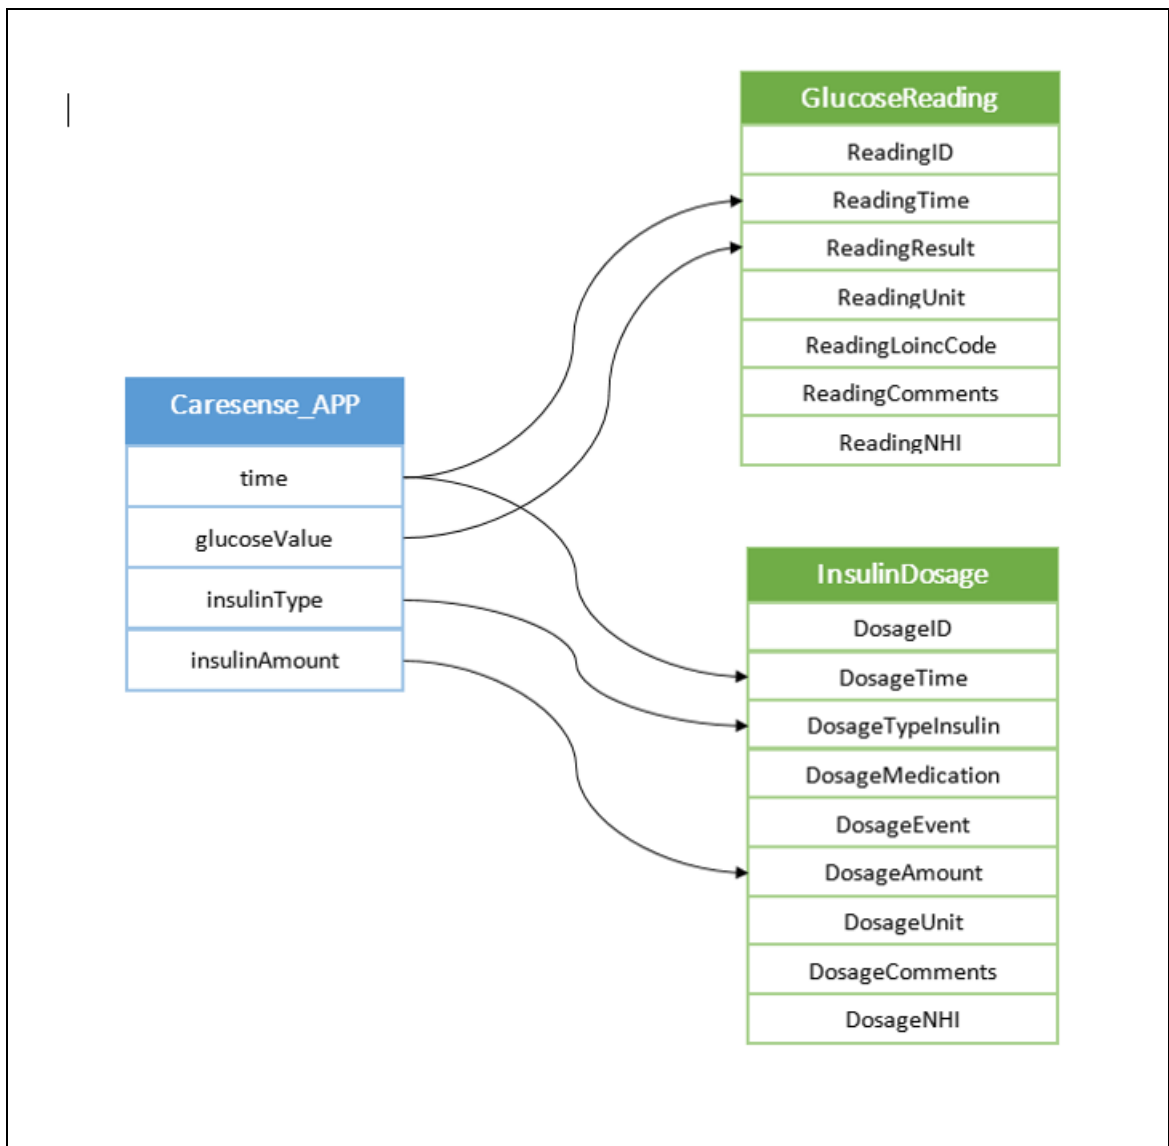 GlucoseReading
ReadingID
ReadingTime
ReadingResult
ReadingUnit
ReadingLoincCode
ReadingComments
ReadingNHI
Caresense_APP
time
glucoseValue
insulinType
insulinAmount
InsulinDosage
DosageID
DosageTime
DosageTypeInsulin
DosageMedication
DosageEvent
DosageAmount
DosageUnit
DosageComments
DosageNHI